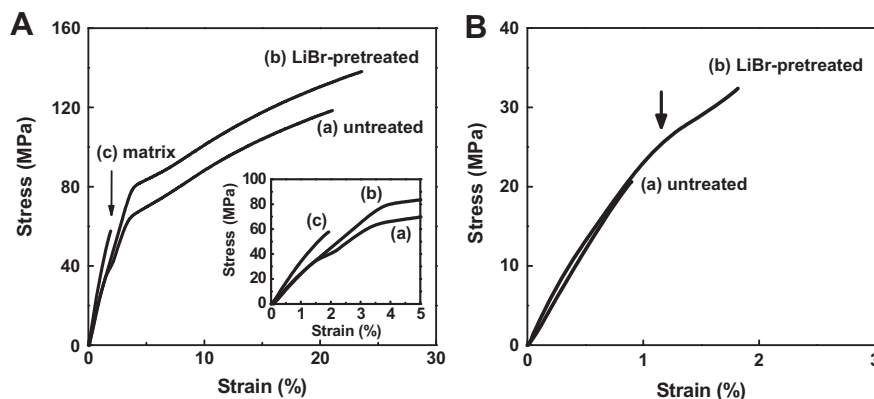 A
160
120
80
40
0
Stress (MPa)
(b) LiBr-pretreated
(a) untreated
(c) matrix
100
80
60
40
20
0
Stress (MPa)
(b)
(c)
(a)
0 1 2 3 4 5
Strain (%)
0 10 20 30
Strain (%)
B
40
30
20
10
0
Stress (MPa)
(b) LiBr-pretreated
(a) untreated
0 1 2 3
Strain (%)